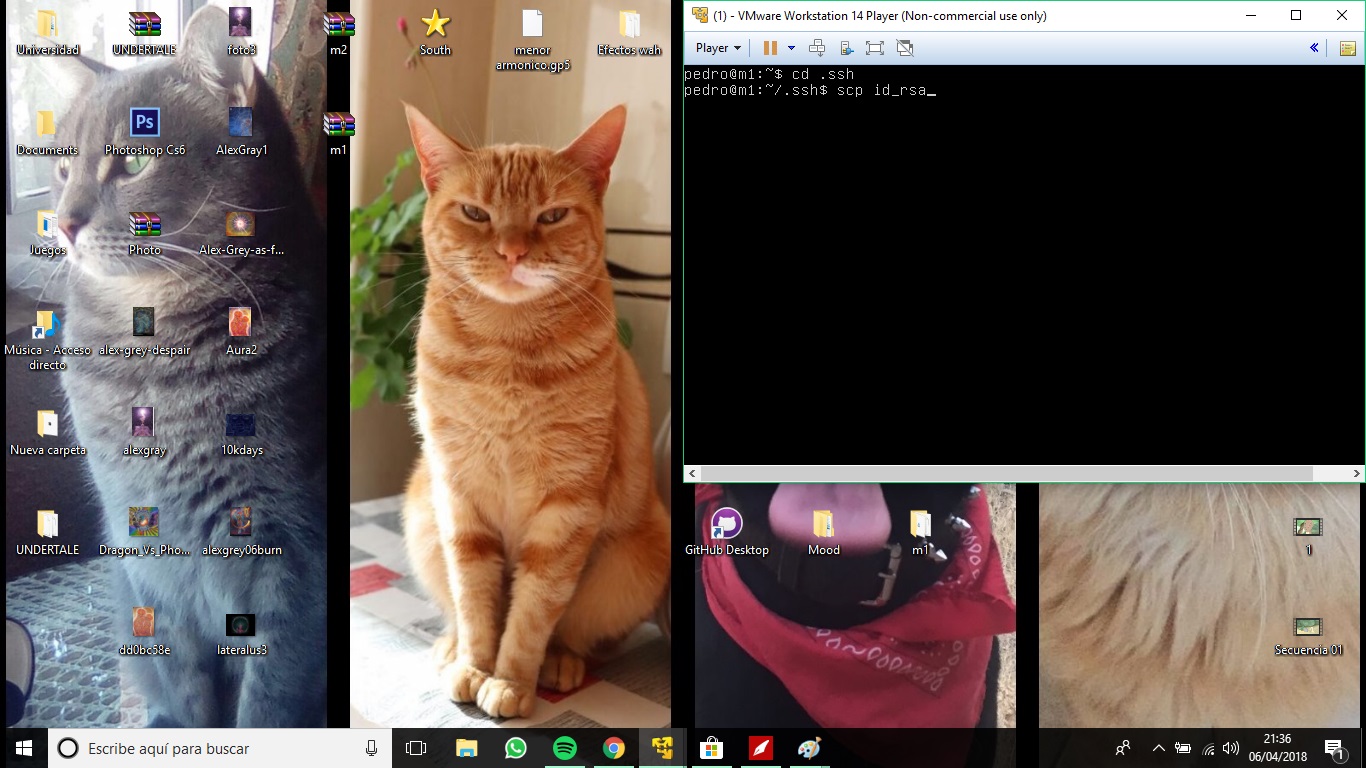 Universidad
UNDERTALE
foto3
m2
South
menor
armonico.gp5
Efectos wah
(1) - VMware Workstation 14 Player (Non-commercial use only)
Player
pedro@m1:~$ cd .ssh
pedro@m1:~/.ssh$ scp id_rsa_
Documents
Ps
Photoshop Cs6
AlexGray1
m1
Juegos
Photo
Alex-Grey-as-f...
Música - Acceso
directo
alex-grey-despair
Aura2
Nueva carpeta
alexgray
10kdays
UNDERTALE
Dragon_Vs_Pho...
alexgrey06burn
GitHub Desktop
Mood
m1
1
dd0bc58e
lateralus3
Secuencia 01
Escribe aquí para buscar
21:36
06/04/2018
1